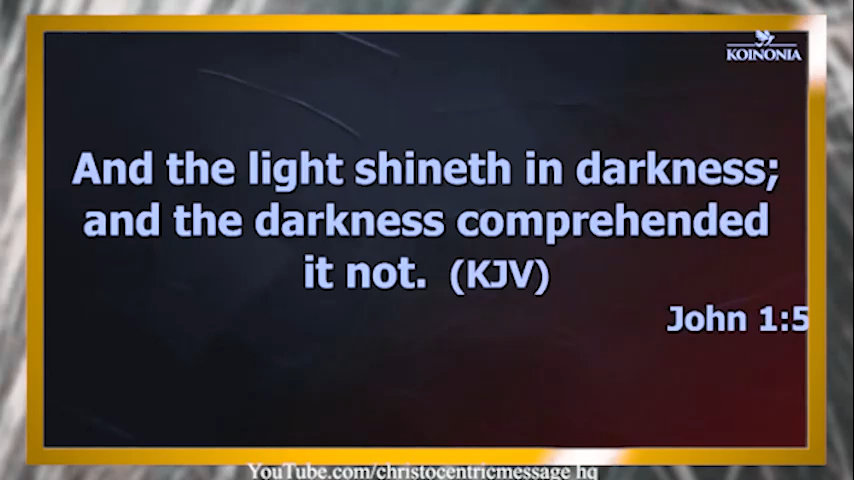 KOINONIA
And the light shineth in darkness;
and the darkness comprehended
it not. (KJV)
John 1:5
YouTube.com/christocentricmessage hq